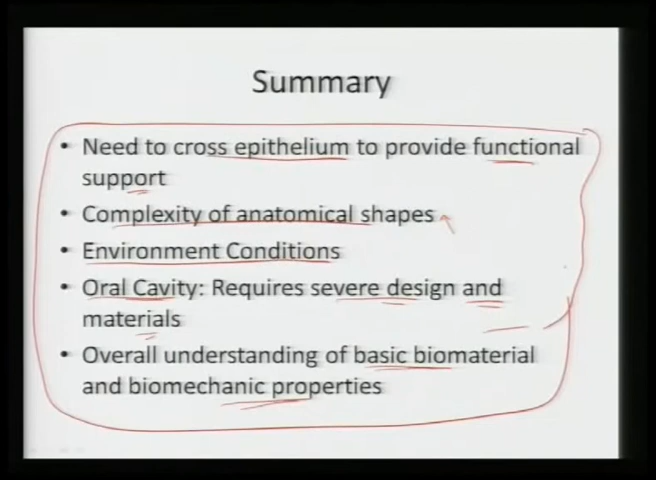 Summary
• Need to cross epithelium to provide functional
support
• Complexity of anatomical shapes
• Environment Conditions
• Oral Cavity: Requires severe design and
materials
• Overall understanding of basic biomaterial
and biomechanic properties